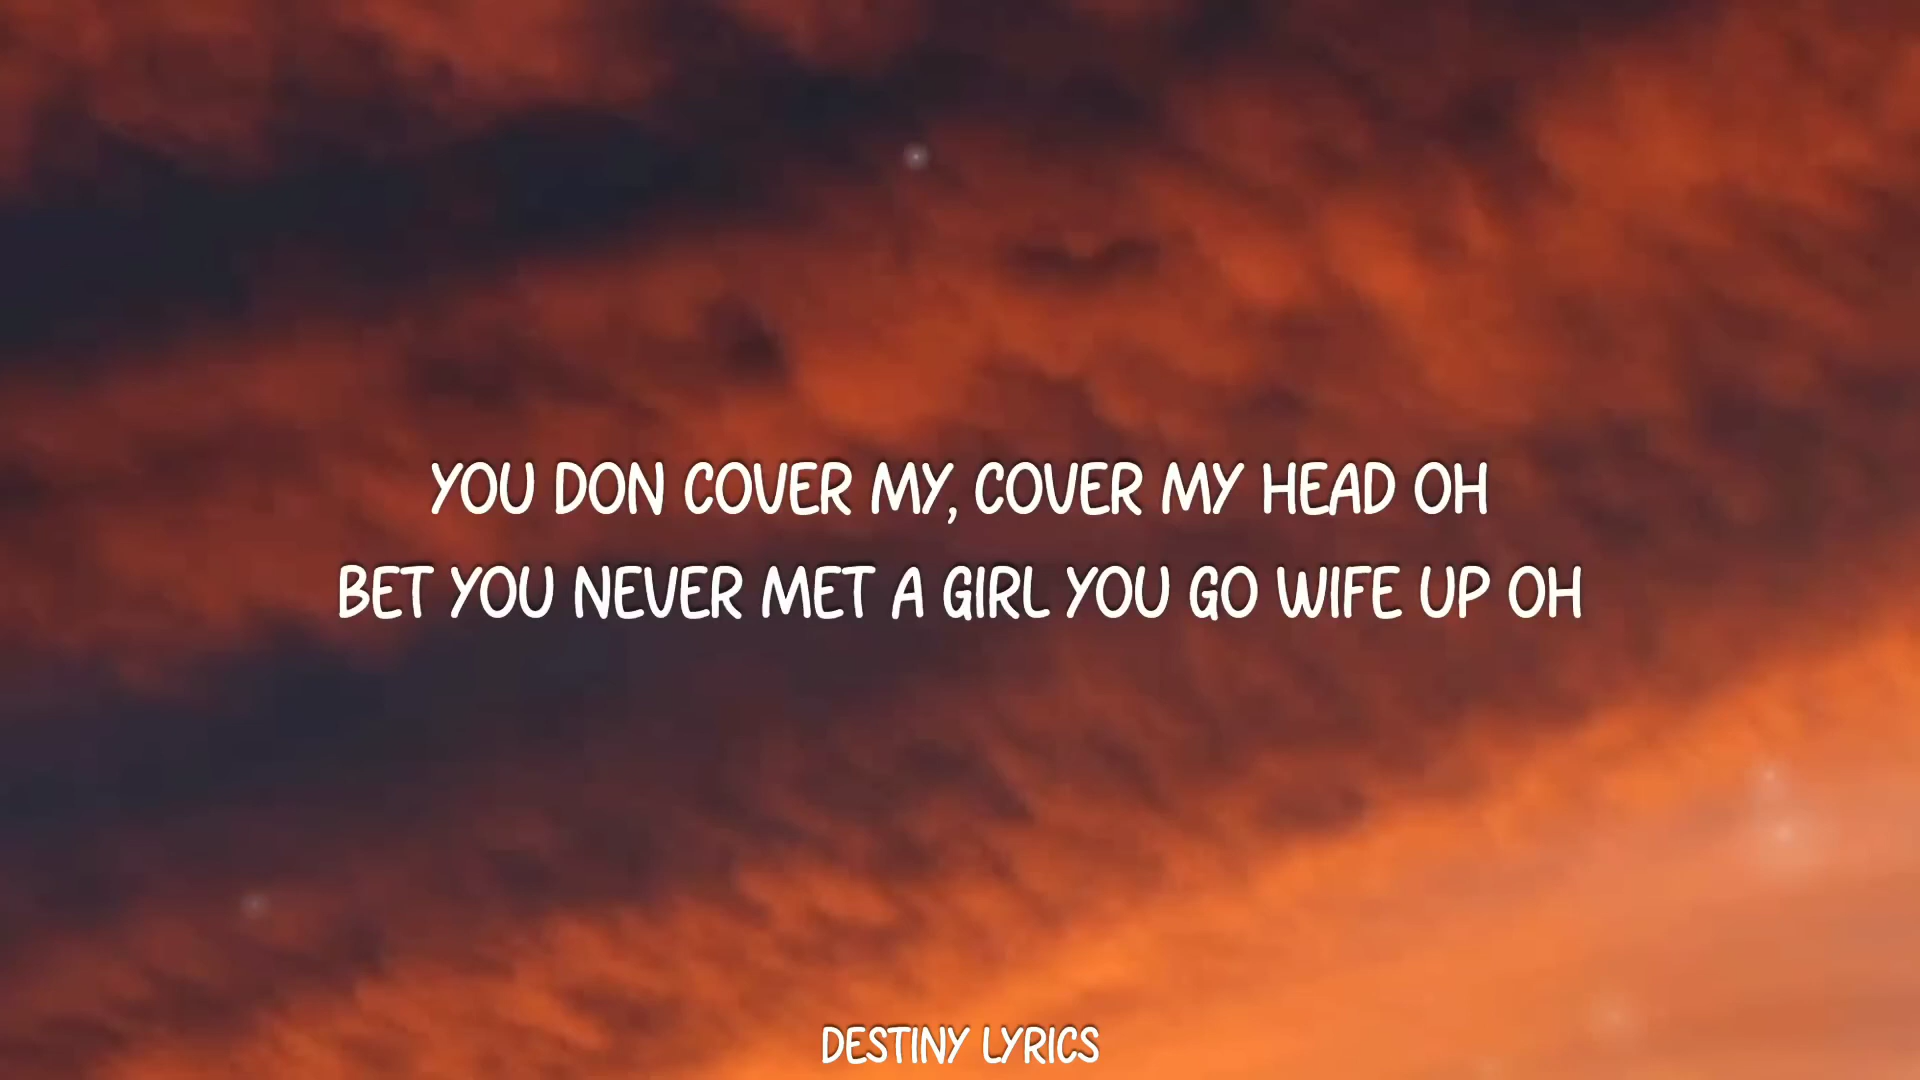 YOU DON COVER MY, COVER MY HEAD OH
BET YOU NEVER MET A GIRL YOU GO WIFE UP OH
DESTINY LYRICS